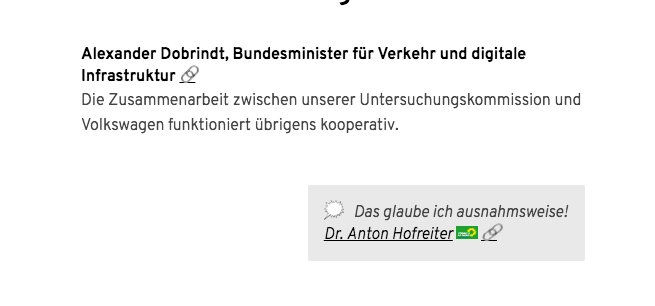 Alexander Dobrindt, Bundesminister für Verkehr und digitale
Infrastruktur
Die Zusammenarbeit zwischen unserer Untersuchungskommission und
Volkswagen funktioniert übrigens kooperativ.
Das glaube ich ausnahmsweise!
Dr. Anton Hofreiter